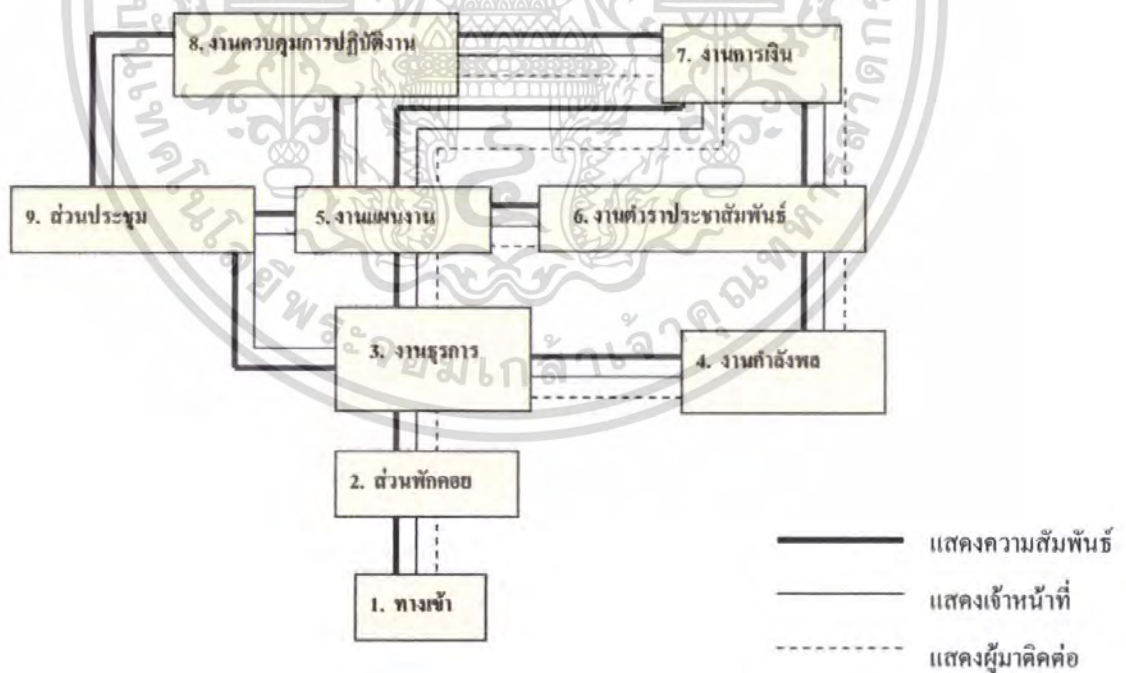 8. งานควบคุมการปฏิบัติงาน
7. งานการเงิน
9. ส่วนประชุม
5. งานแผนงาน
6. งานตำราประชาสัมพันธ์
3. งานธุรการ
4. งานกำลังพล
2. ส่วนพักคอย
1. ทางเข้า
แสดงความสัมพันธ์
แสดงเจ้าหน้าที่
แสดงผู้มาติดต่อ